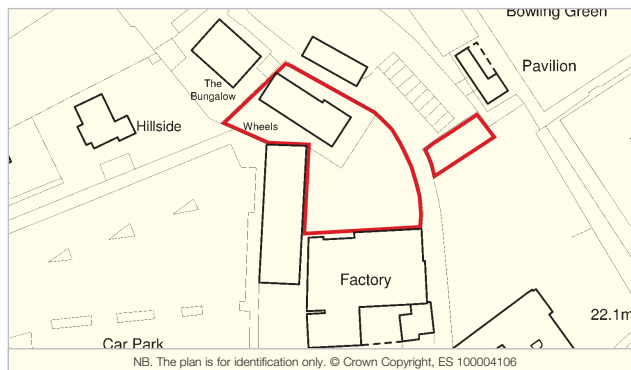 Bowling Green
Pavilion
The
Bungalow
Hillside
Wheels
Factory
22.1m
Car Park
NB. The plan is for identification only. © Crown Copyright, ES 100004106